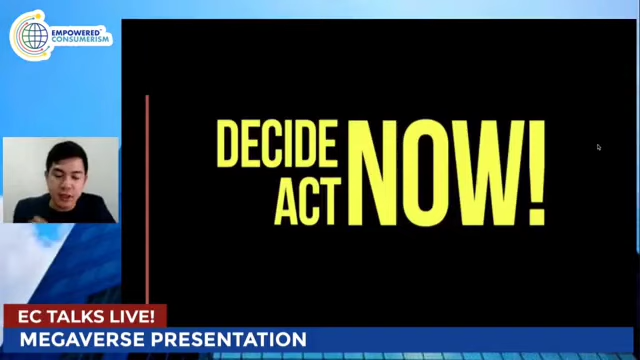 EMPOWERED
CONSUMERISM
DECIDE
ACT
NOW!
EC TALKS LIVE!
MEGAVERSE PRESENTATION